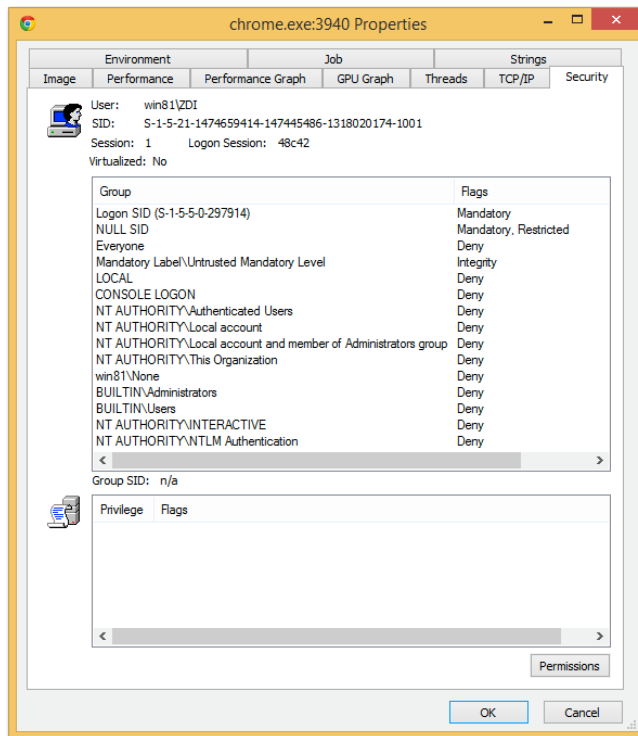 chrome.exe:3940 Properties
Environment Job Strings
Image Performance Performance Graph GPU Graph Threads TCP/IP Security
User: win81\ZDI
SID: S-1-5-21-1474659414-147445486-1318020174-1001
Session: 1 Logon Session: 48c42
Virtualized: No
Group Flags
Logon SID (S-1-5-5-0-297914) Mandatory
NULL SID Mandatory, Restricted
Everyone Deny
Mandatory Label\Untrusted Mandatory Level Integrity
LOCAL Deny
CONSOLE LOGON Deny
NT AUTHORITY\Authenticated Users Deny
NT AUTHORITY\Local account Deny
NT AUTHORITY\Local account and member of Administrators group Deny
NT AUTHORITY\This Organization Deny
win81\None Deny
BUILTIN\Administrators Deny
BUILTIN\Users Deny
NT AUTHORITY\INTERACTIVE Deny
NT AUTHORITY\NTLM Authentication Deny
Group SID: n/a
Privilege Flags
Permissions
OK Cancel